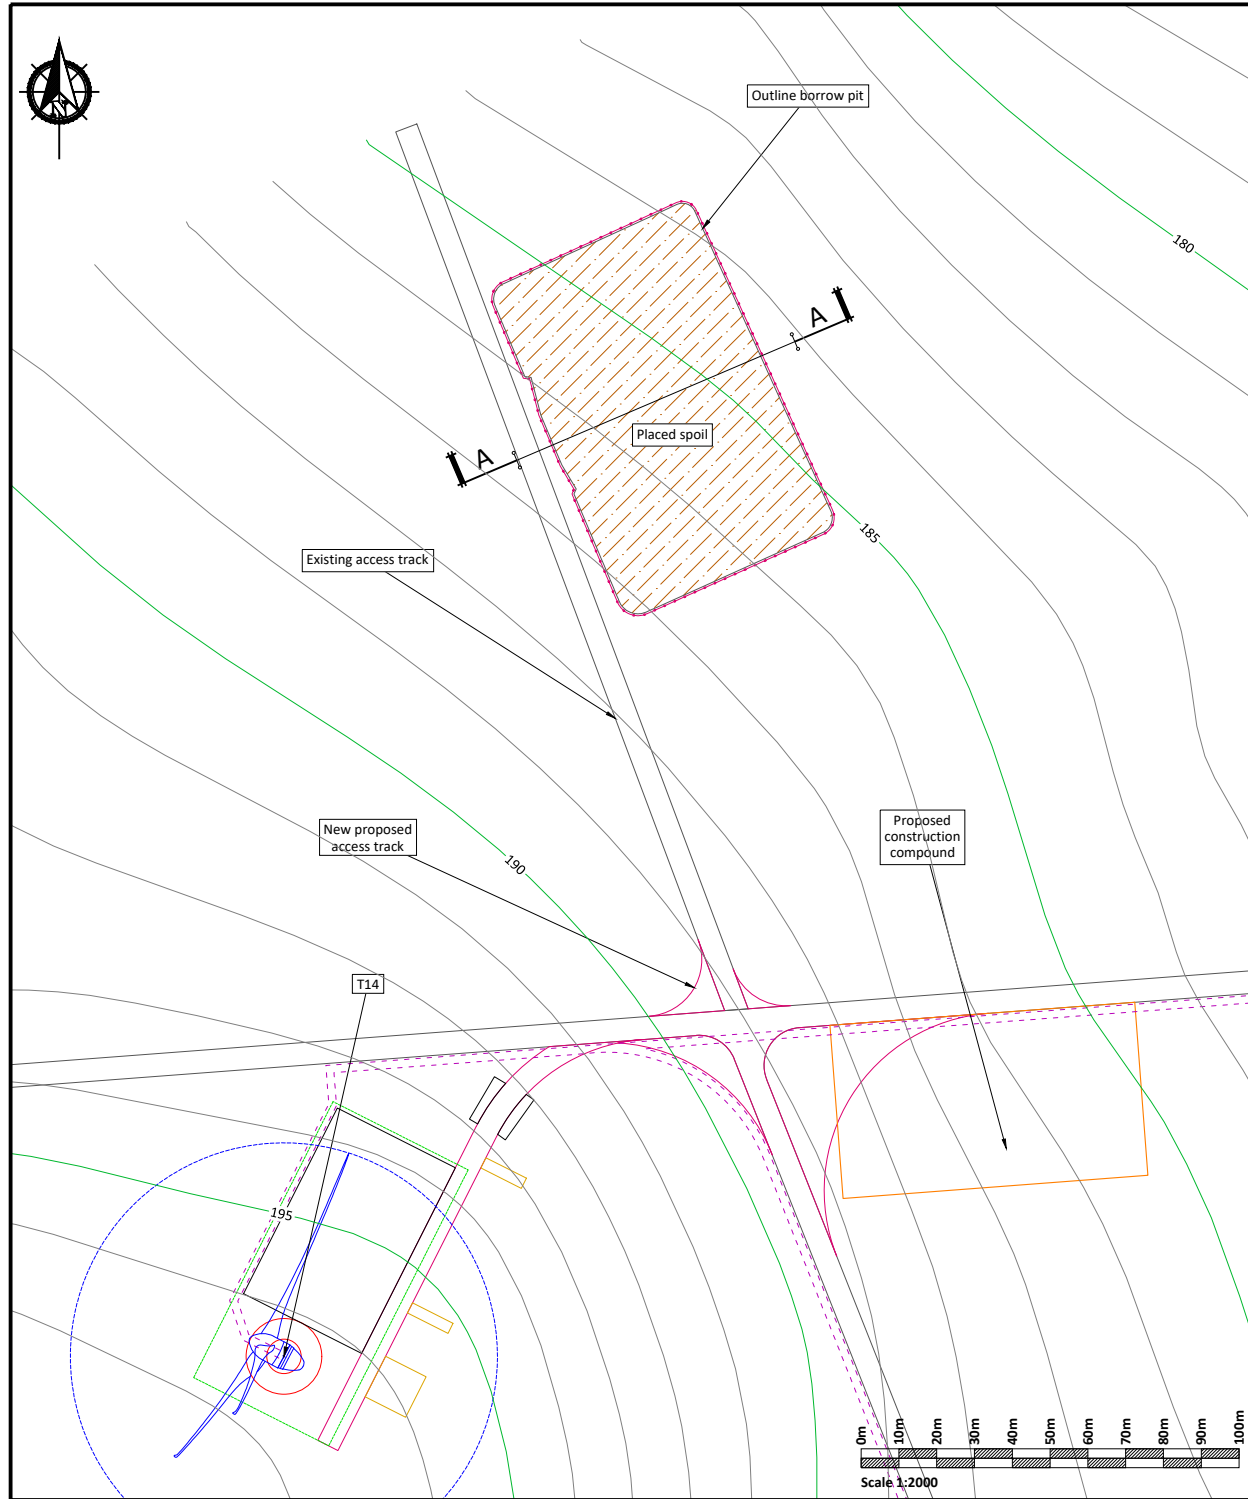 N
Outline borrow pit
180
A
A
Placed spoil
185
Existing access track
New proposed
access track
190
Proposed
construction
compound
T14
195
0m 10m 20m 30m 40m 50m 60m 70m 80m 90m 100m
Scale 1:2000